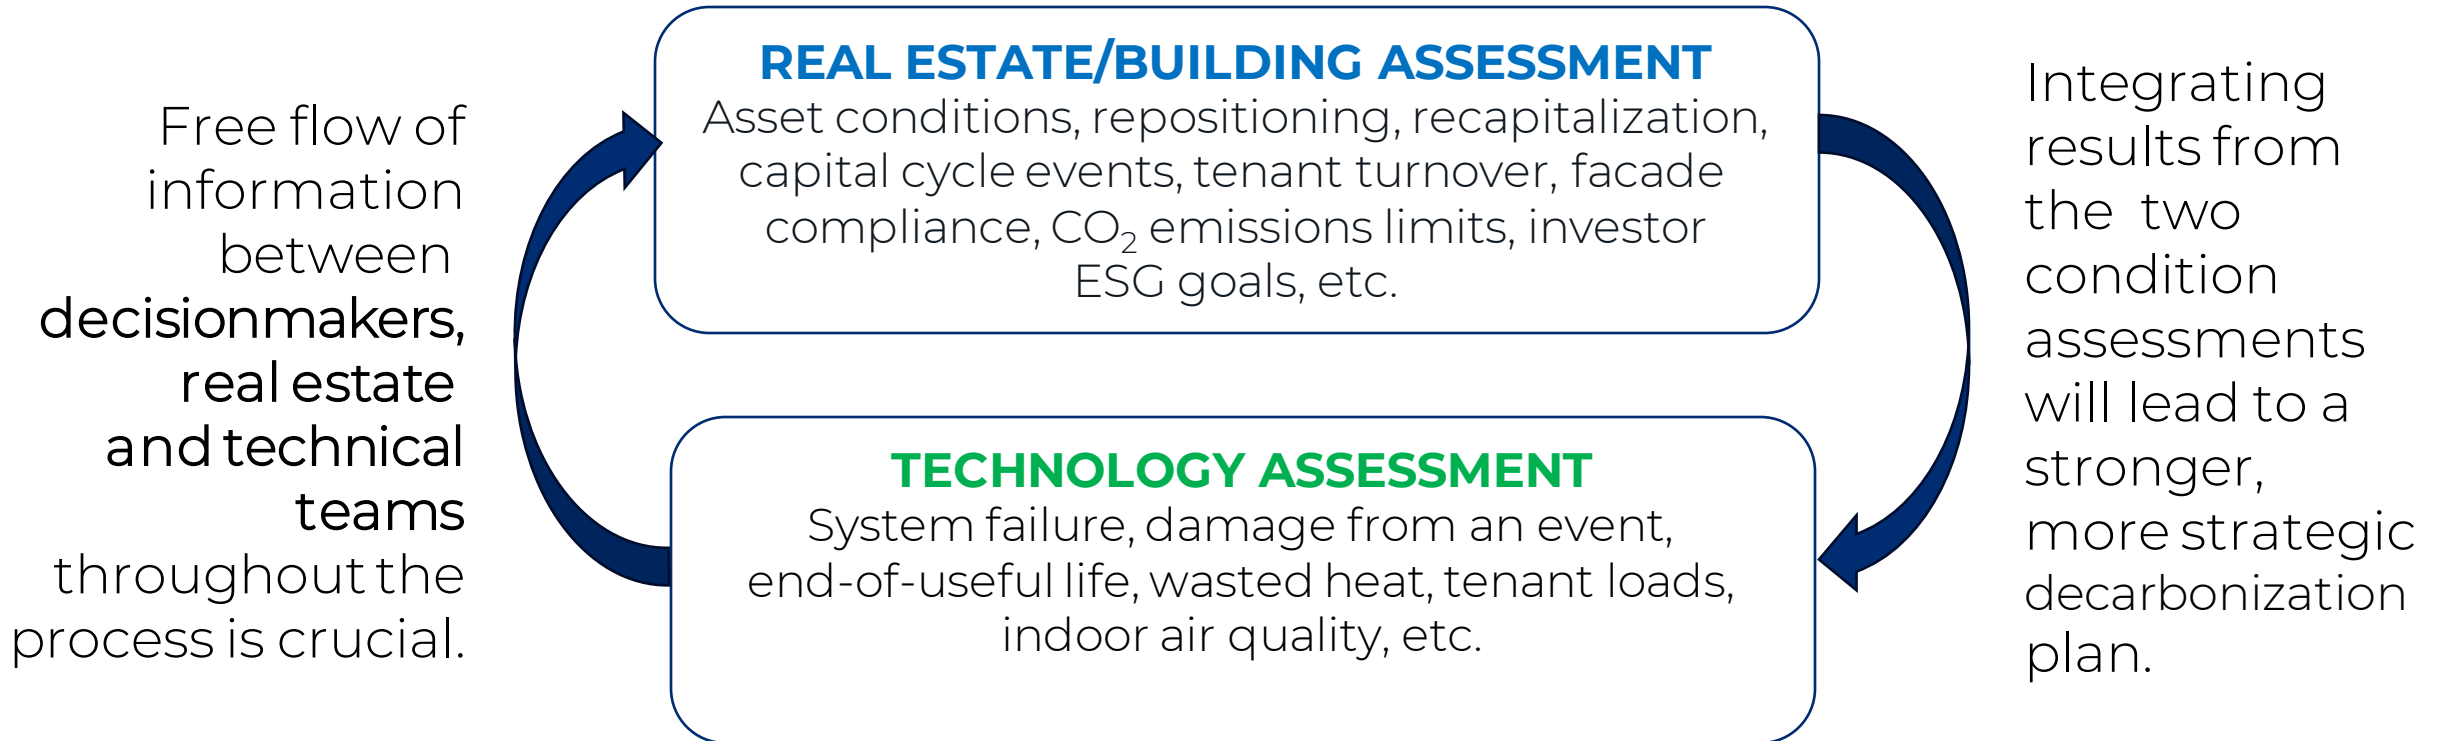 Free flow of
information
between
decisionmakers,
real estate
and technical
teams
throughout the
process is crucial.
REAL ESTATE/BUILDING ASSESSMENT
Asset conditions, repositioning, recapitalization,
capital cycle events, tenant turnover, facade
compliance, CO₂ emissions limits, investor
ESG goals, etc.
TECHNOLOGY ASSESSMENT
System failure, damage from an event,
end-of-useful life, wasted heat, tenant loads,
indoor air quality, etc.
Integrating
results from
the two
condition
assessments
will lead to a
stronger,
more strategic
decarbonization
plan.